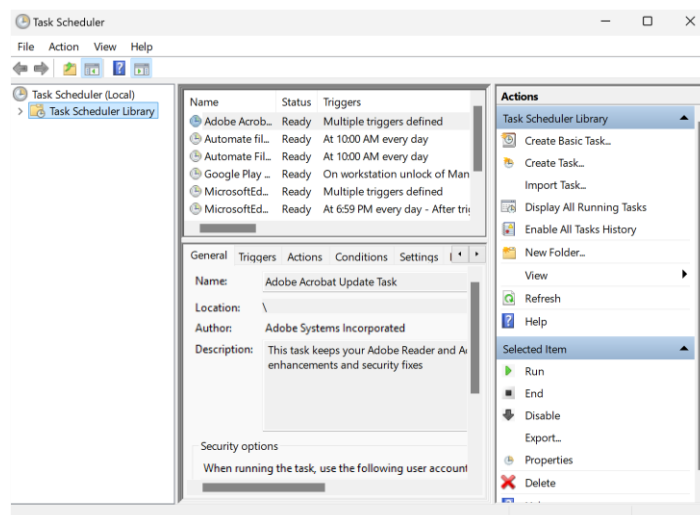 Task Scheduler
File Action View Help
Task Scheduler (Local)
Task Scheduler Library
Name Status Triggers
Adobe Acrob... Ready Multiple triggers defined
Automate fil... Ready At 10:00 AM every day
Automate Fil... Ready At 10:00 AM every day
Google Play ... Ready On workstation unlock of Man
MicrosoftEd... Ready Multiple triggers defined
MicrosoftEd... Ready At 6:59 PM every day - After trig
General Triggers Actions Conditions Settings
Name: Adobe Acrobat Update Task
Location: \
Author: Adobe Systems Incorporated
Description: This task keeps your Adobe Reader and
enhancements and security fixes
Security options
When running the task, use the following user account
Actions
Task Scheduler Library
Create Basic Task...
Create Task...
Import Task...
Display All Running Tasks
Enable All Tasks History
New Folder...
View
Refresh
Help
Selected Item
Run
End
Disable
Export...
Properties
Delete